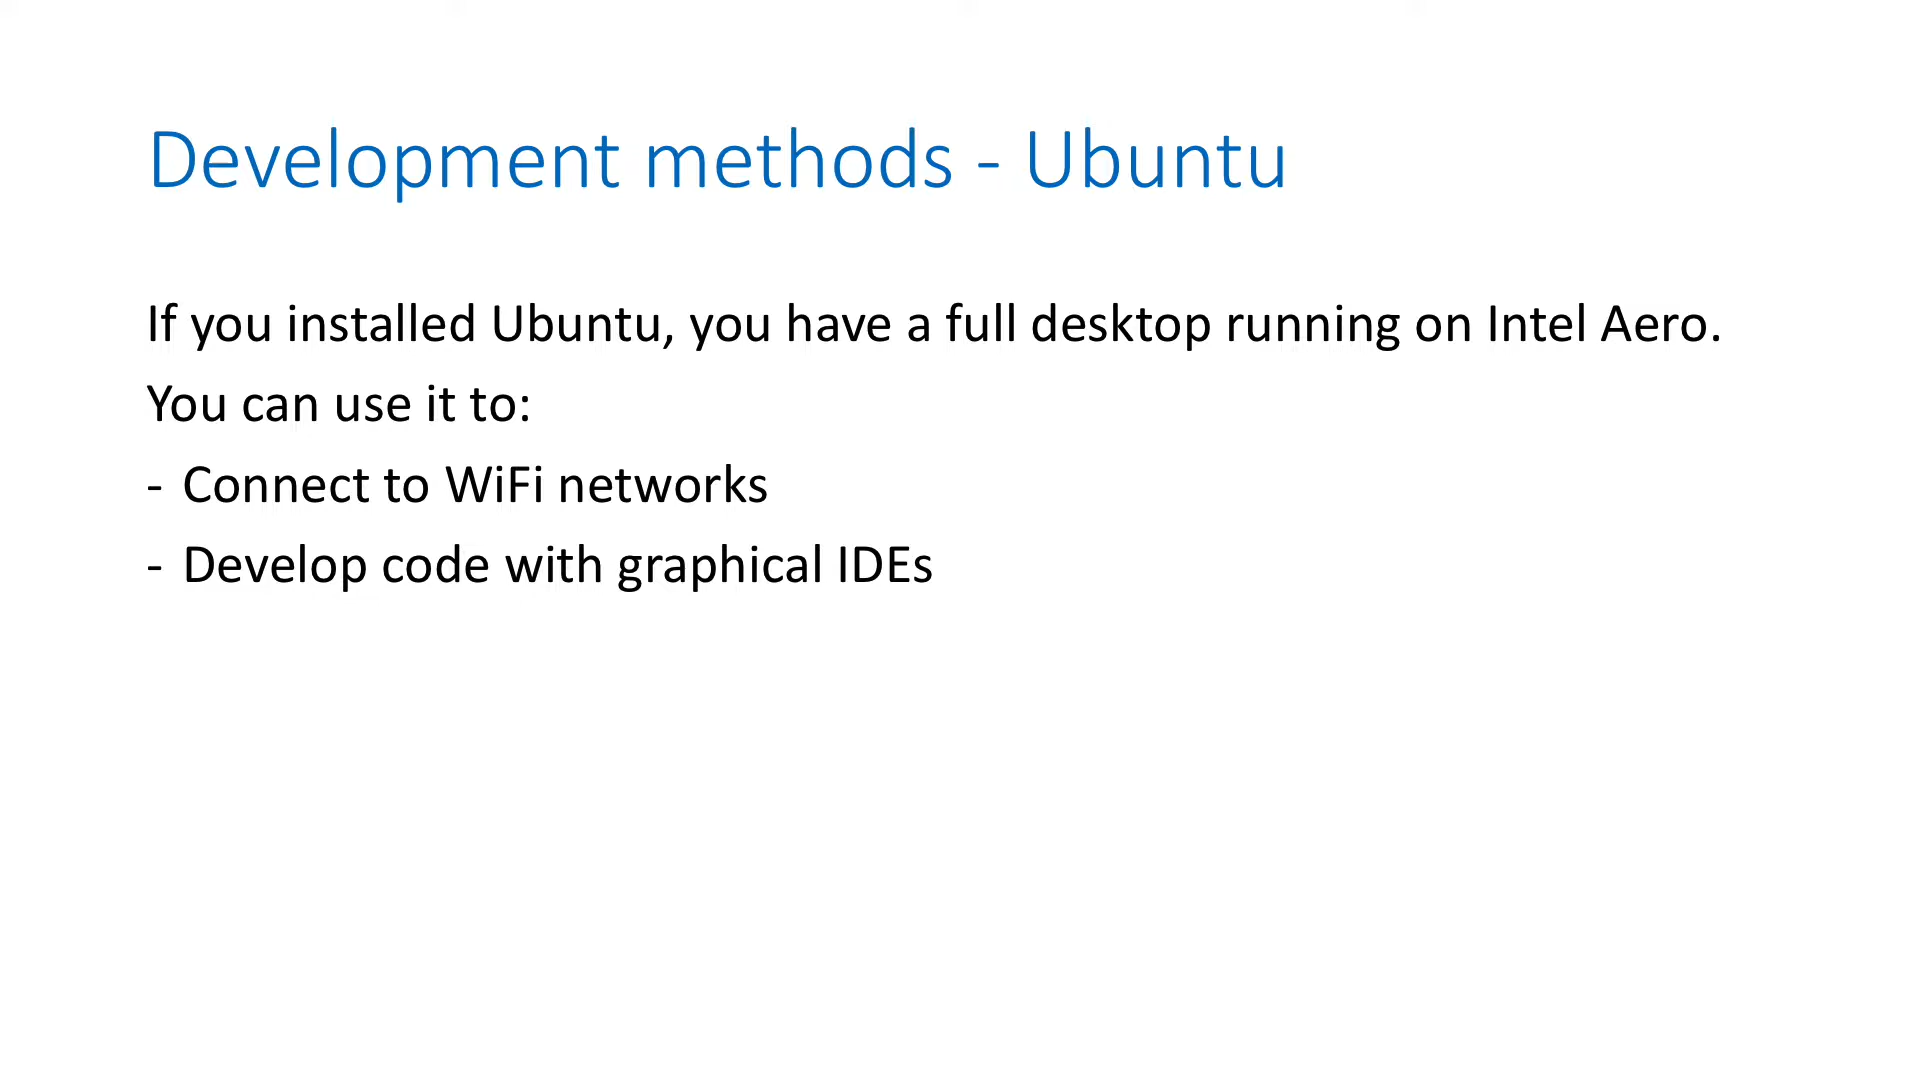 Development methods - Ubuntu
If you installed Ubuntu, you have a full desktop running on Intel Aero.
You can use it to:
- Connect to WiFi networks
- Develop code with graphical IDEs